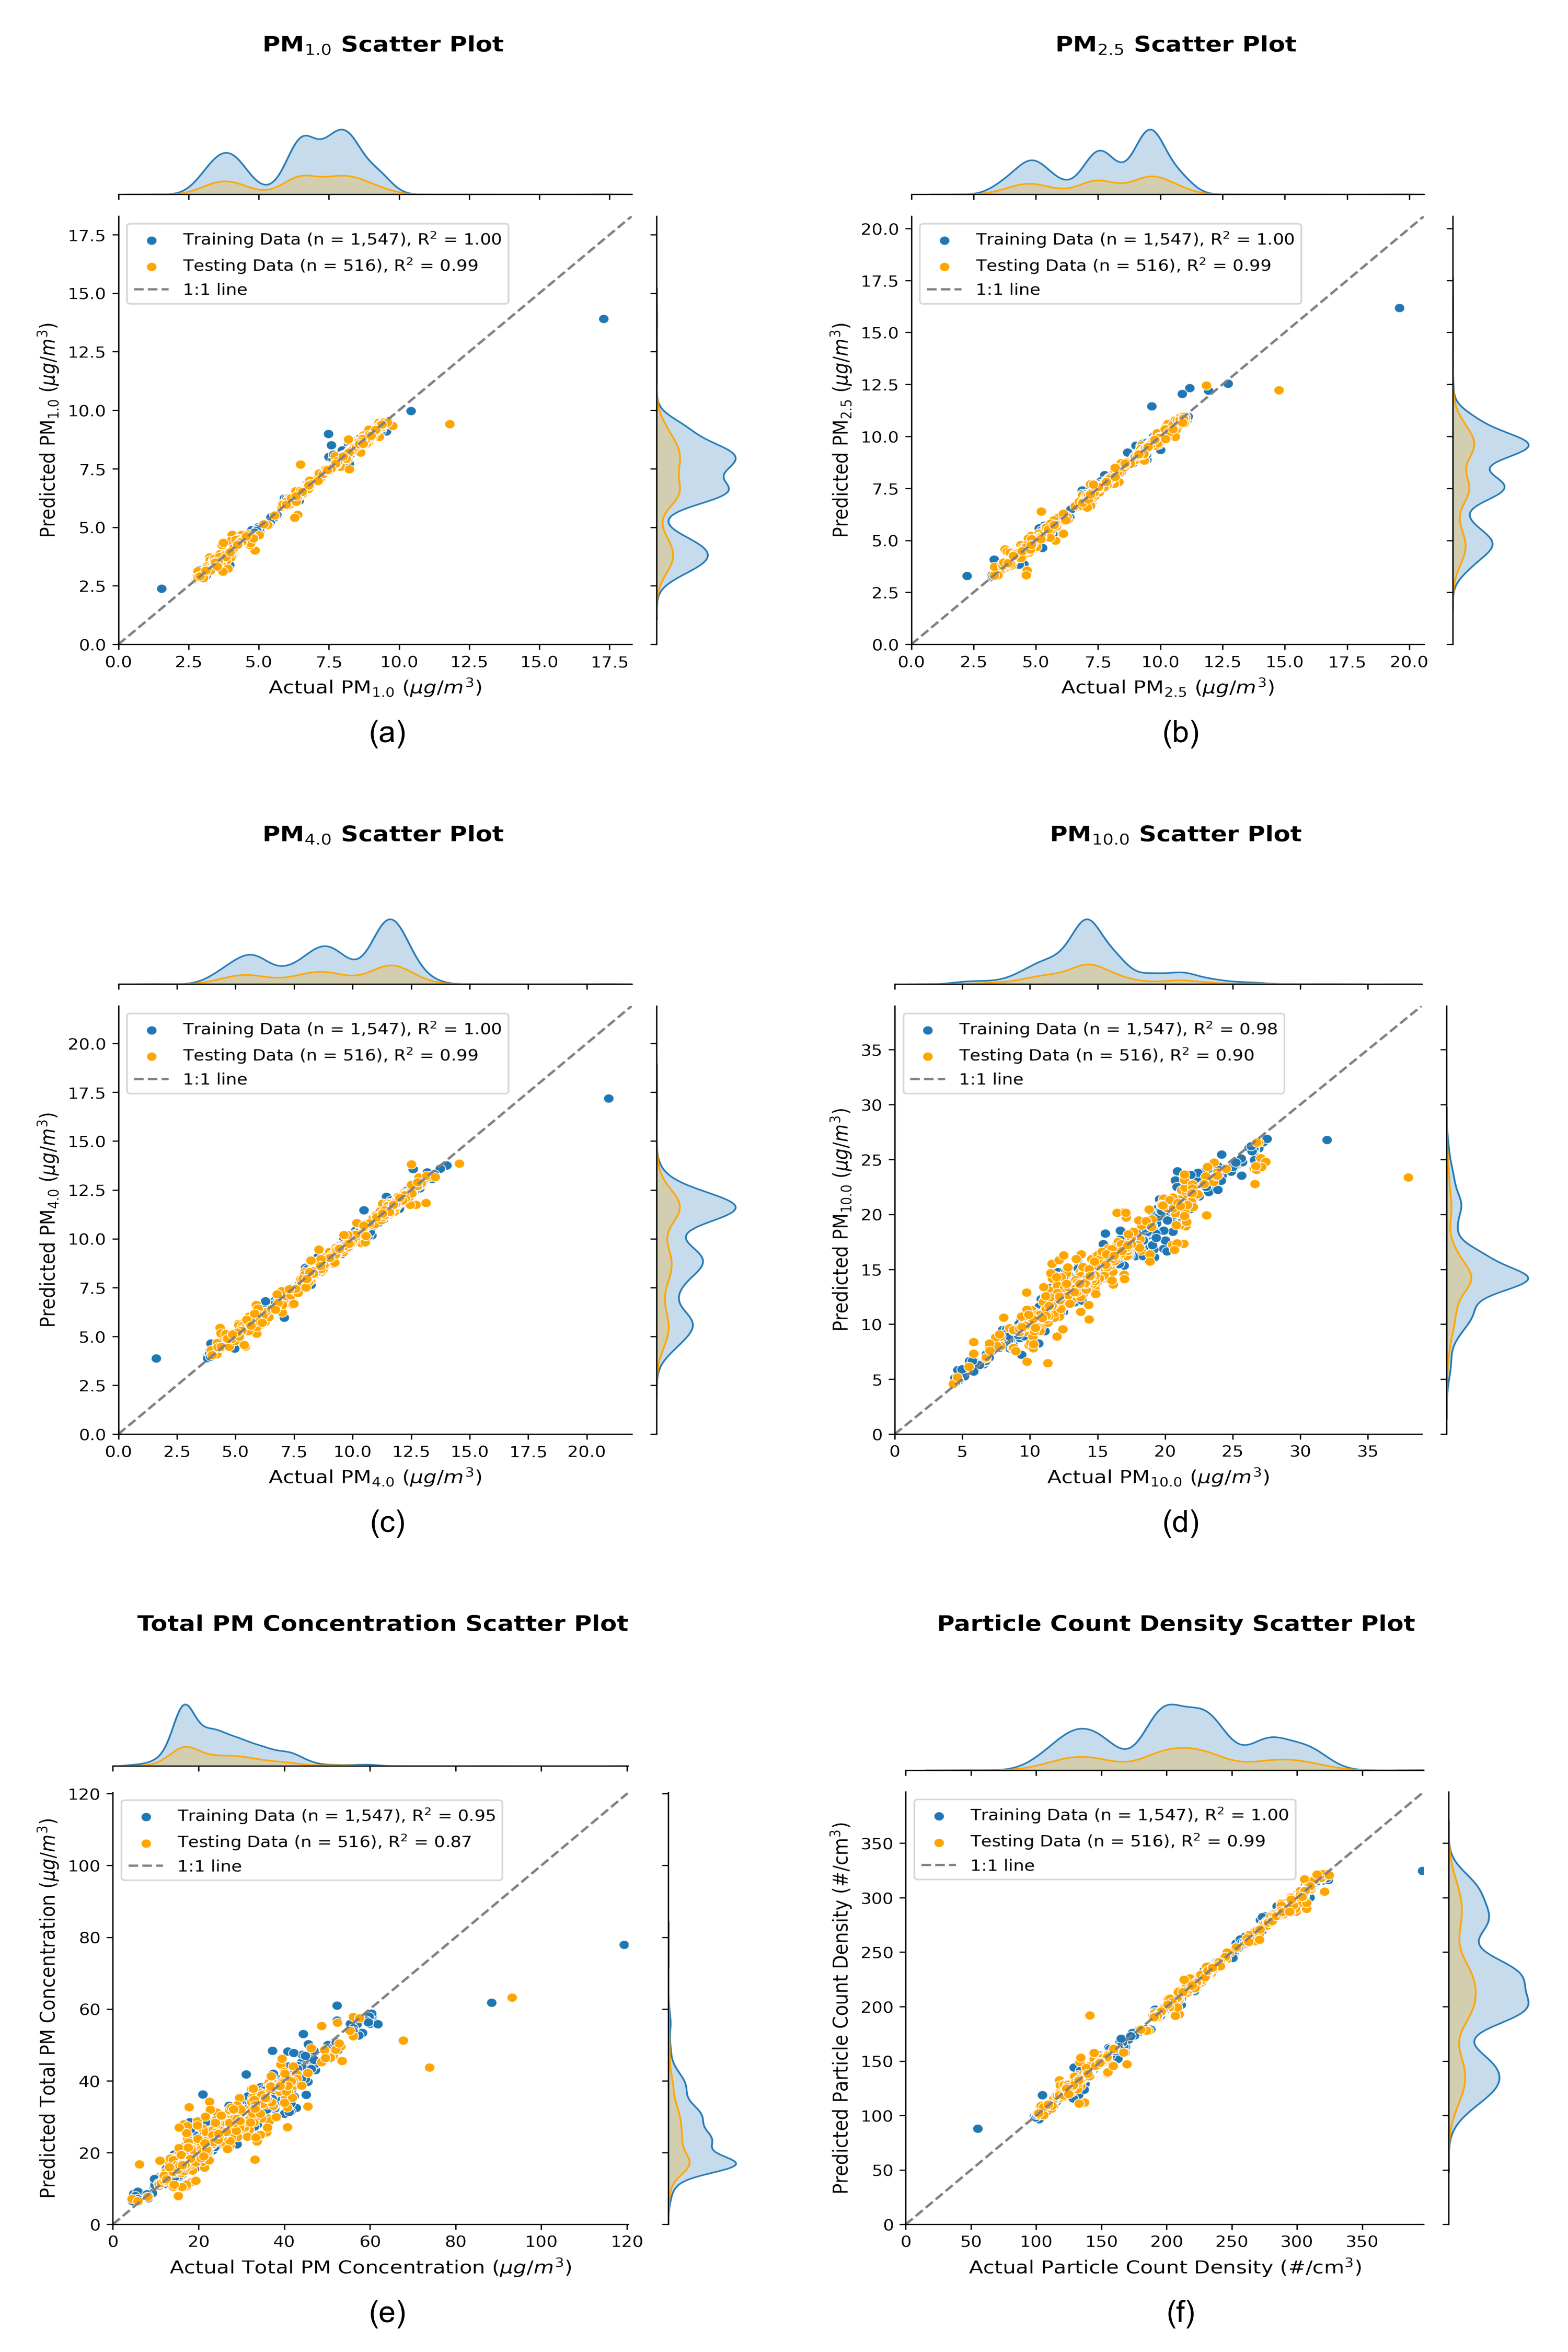 PM1.0 Scatter Plot
Training Data (n = 1,547), R² = 1.00
Testing Data (n = 516), R² = 0.99
1:1 line
Predicted PM1.0 (μg/m³)
17.5
15.0
12.5
10.0
7.5
5.0
2.5
0.0
0.0 2.5 5.0 7.5 10.0 12.5 15.0 17.5
Actual PM1.0 (μg/m³)
(a)
PM2.5 Scatter Plot
Training Data (n = 1,547), R² = 1.00
Testing Data (n = 516), R² = 0.99
1:1 line
Predicted PM2.5 (μg/m³)
20.0
17.5
15.0
12.5
10.0
7.5
5.0
2.5
0.0
0.0 2.5 5.0 7.5 10.0 12.5 15.0 17.5 20.0
Actual PM2.5 (μg/m³)
(b)
PM4.0 Scatter Plot
Training Data (n = 1,547), R² = 1.00
Testing Data (n = 516), R² = 0.99
1:1 line
Predicted PM4.0 (μg/m³)
20.0
17.5
15.0
12.5
10.0
7.5
5.0
2.5
0.0
0.0 2.5 5.0 7.5 10.0 12.5 15.0 17.5 20.0
Actual PM4.0 (μg/m³)
(c)
PM10.0 Scatter Plot
Training Data (n = 1,547), R² = 0.98
Testing Data (n = 516), R² = 0.90
1:1 line
Predicted PM10.0 (μg/m³)
35
30
25
20
15
10
5
0
0 5 10 15 20 25 30 35
Actual PM10.0 (μg/m³)
(d)
Total PM Concentration Scatter Plot
Training Data (n = 1,547), R² = 0.95
Testing Data (n = 516), R² = 0.87
1:1 line
Predicted Total PM Concentration (μg/m³)
120
100
80
60
40
20
0
0 20 40 60 80 100 120
Actual Total PM Concentration (μg/m³)
(e)
Particle Count Density Scatter Plot
Training Data (n = 1,547), R² = 1.00
Testing Data (n = 516), R² = 0.99
1:1 line
Predicted Particle Count Density (#/cm³)
350
300
250
200
150
100
50
0
0 50 100 150 200 250 300 350
Actual Particle Count Density (#/cm³)
(f)